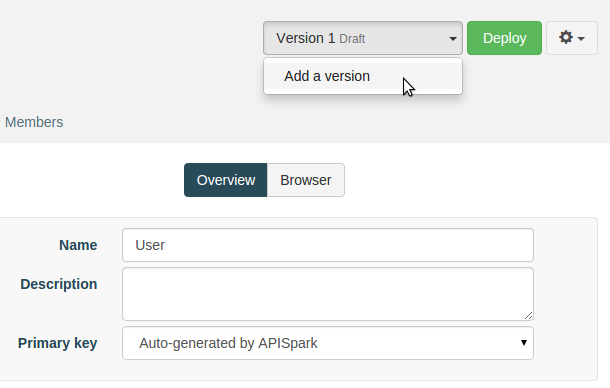 Version 1 Draft
Deploy
Add a version
Members
Overview
Browser
Name
User
Description
Primary key
Auto-generated by APISpark